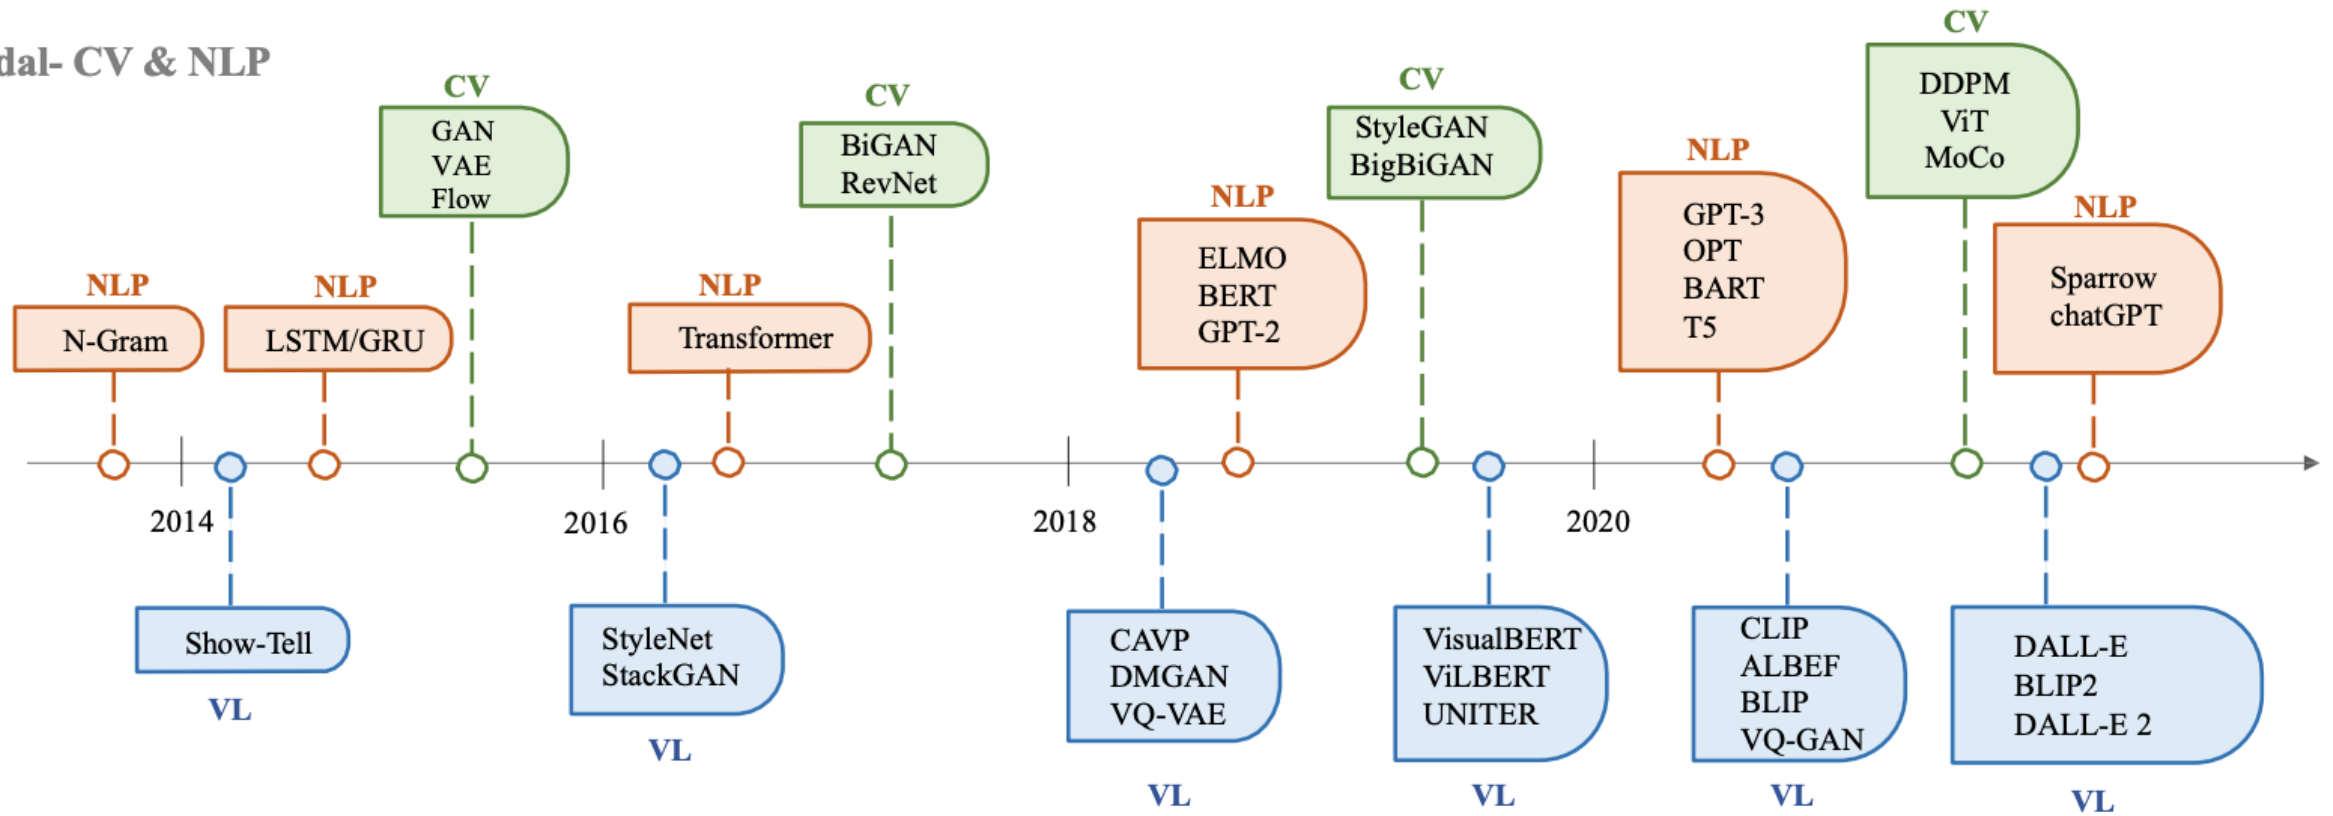 dal- CV & NLP
NLP
N-Gram
NLP
LSTM/GRU
CV
GAN
VAE
Flow
NLP
Transformer
CV
BiGAN
RevNet
NLP
ELMO
BERT
GPT-2
CV
StyleGAN
BigBiGAN
NLP
GPT-3
OPT
BART
T5
CV
DDPM
ViT
MoCo
NLP
Sparrow
chatGPT
2014
2016
2018
2020
Show-Tell
VL
StyleNet
StackGAN
VL
CAVP
DMGAN
VQ-VAE
VL
VisualBERT
ViLBERT
UNITER
VL
CLIP
ALBEF
BLIP
VQ-GAN
VL
DALL-E
BLIP2
DALL-E 2
VL